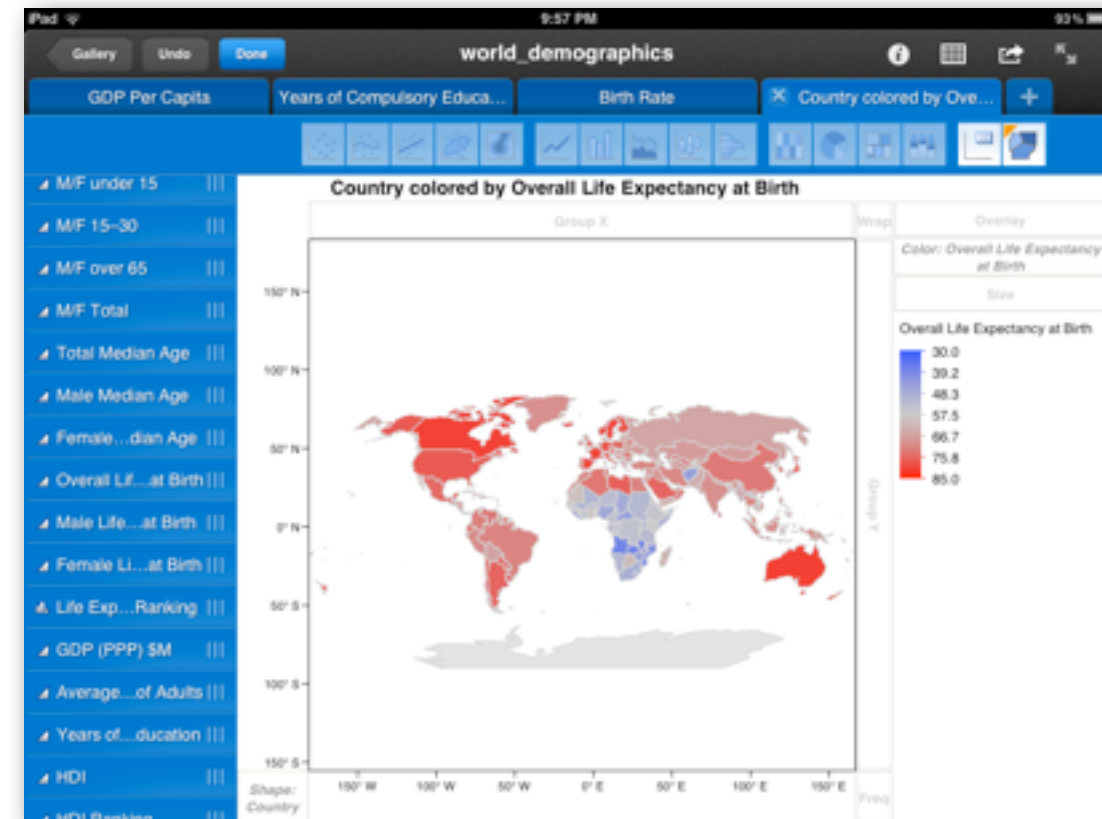 iPad
9:57 PM
93%
Gallery
Undo
Done
world_demographics
GDP Per Capita
Years of Compulsory Educa...
Birth Rate
Country colored by Ove...
+
M/F under 15
M/F 15–30
M/F over 65
M/F Total
Total Median Age
Male Median Age
Female...dian Age
Overall Lif...at Birth
Male Life...at Birth
Female Li...at Birth
Life Exp...Ranking
GDP (PPP) $M
Average...of Adults
Years of...ducation
HDI
HDI Ranking
Country colored by Overall Life Expectancy at Birth
Group X
Wrap
Overlay
Color: Overall Life Expectancy
at Birth
Size
Overall Life Expectancy at Birth
30.0
39.2
48.3
57.5
66.7
75.8
85.0
150° N
100° N
50° N
0° N
50° S
100° S
150° S
Group Y
150° W
100° W
50° W
0° E
50° E
100° E
150° E
Shape:
Country
Freq